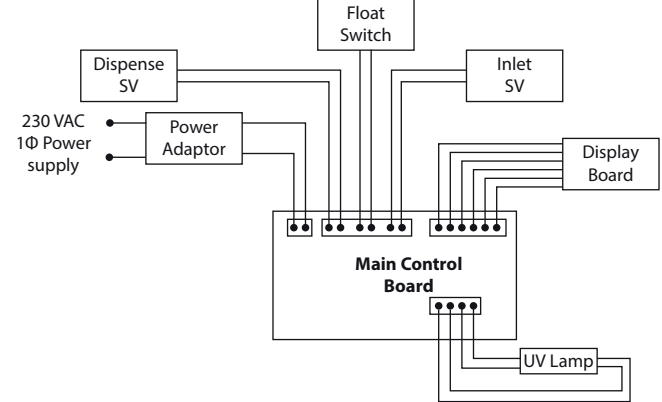 Float
Switch
Dispense
SV
Inlet
SV
230 VAC
1Φ Power
supply
Power
Adaptor
Display
Board
Main Control
Board
UV Lamp